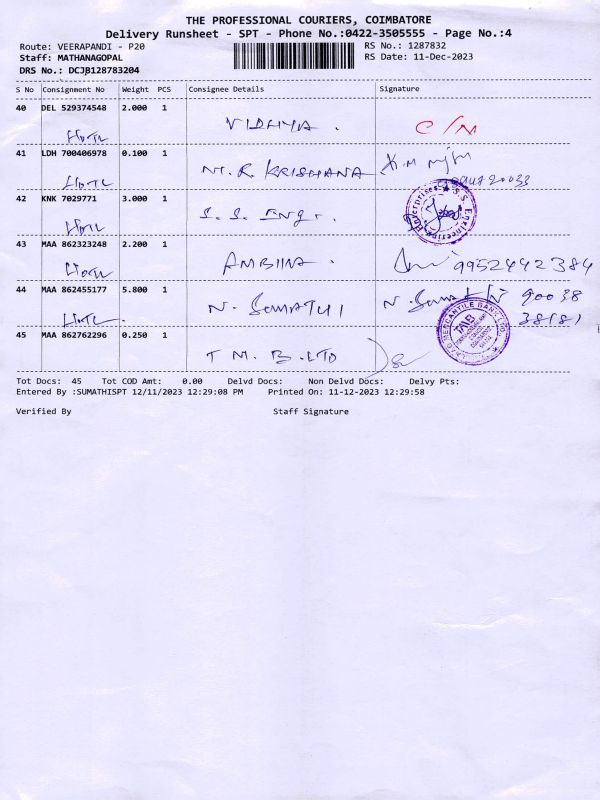 THE PROFESSIONAL COURIERS, COIMBATORE
Delivery Runsheet - SPT - Phone No.:0422-3505555 - Page No.:4
Route: VEERAPANDI - P20 RS No.: 1287832
Staff: MATHANAGOPAL RS Date: 11-Dec-2023
DRS No.: DCJB128783204
S No Consignment No Weight PCS Consignee Details Signature
40 DEL 529374548 2.000 1
VIDHYA . C/N
41 LDH 700406978 0.100 1
M.R KRISHANA
42 KNK 7029771 3.000 1
S. S. Engr.
43 MAA 862323248 2.200 1
AMBIKA . 9952442384
44 MAA 862455177 5.800 1
N. Sumathi 90038
38181
45 MAA 862762296 0.250 1
T M. B. LTD
Tot Docs: 45 Tot COD Amt: 0.00 Delvd Docs: Non Delvd Docs: Delvy Pts:
Entered By :SUMATHISPT 12/11/2023 12:29:08 PM Printed On: 11-12-2023 12:29:58
Verified By Staff Signature